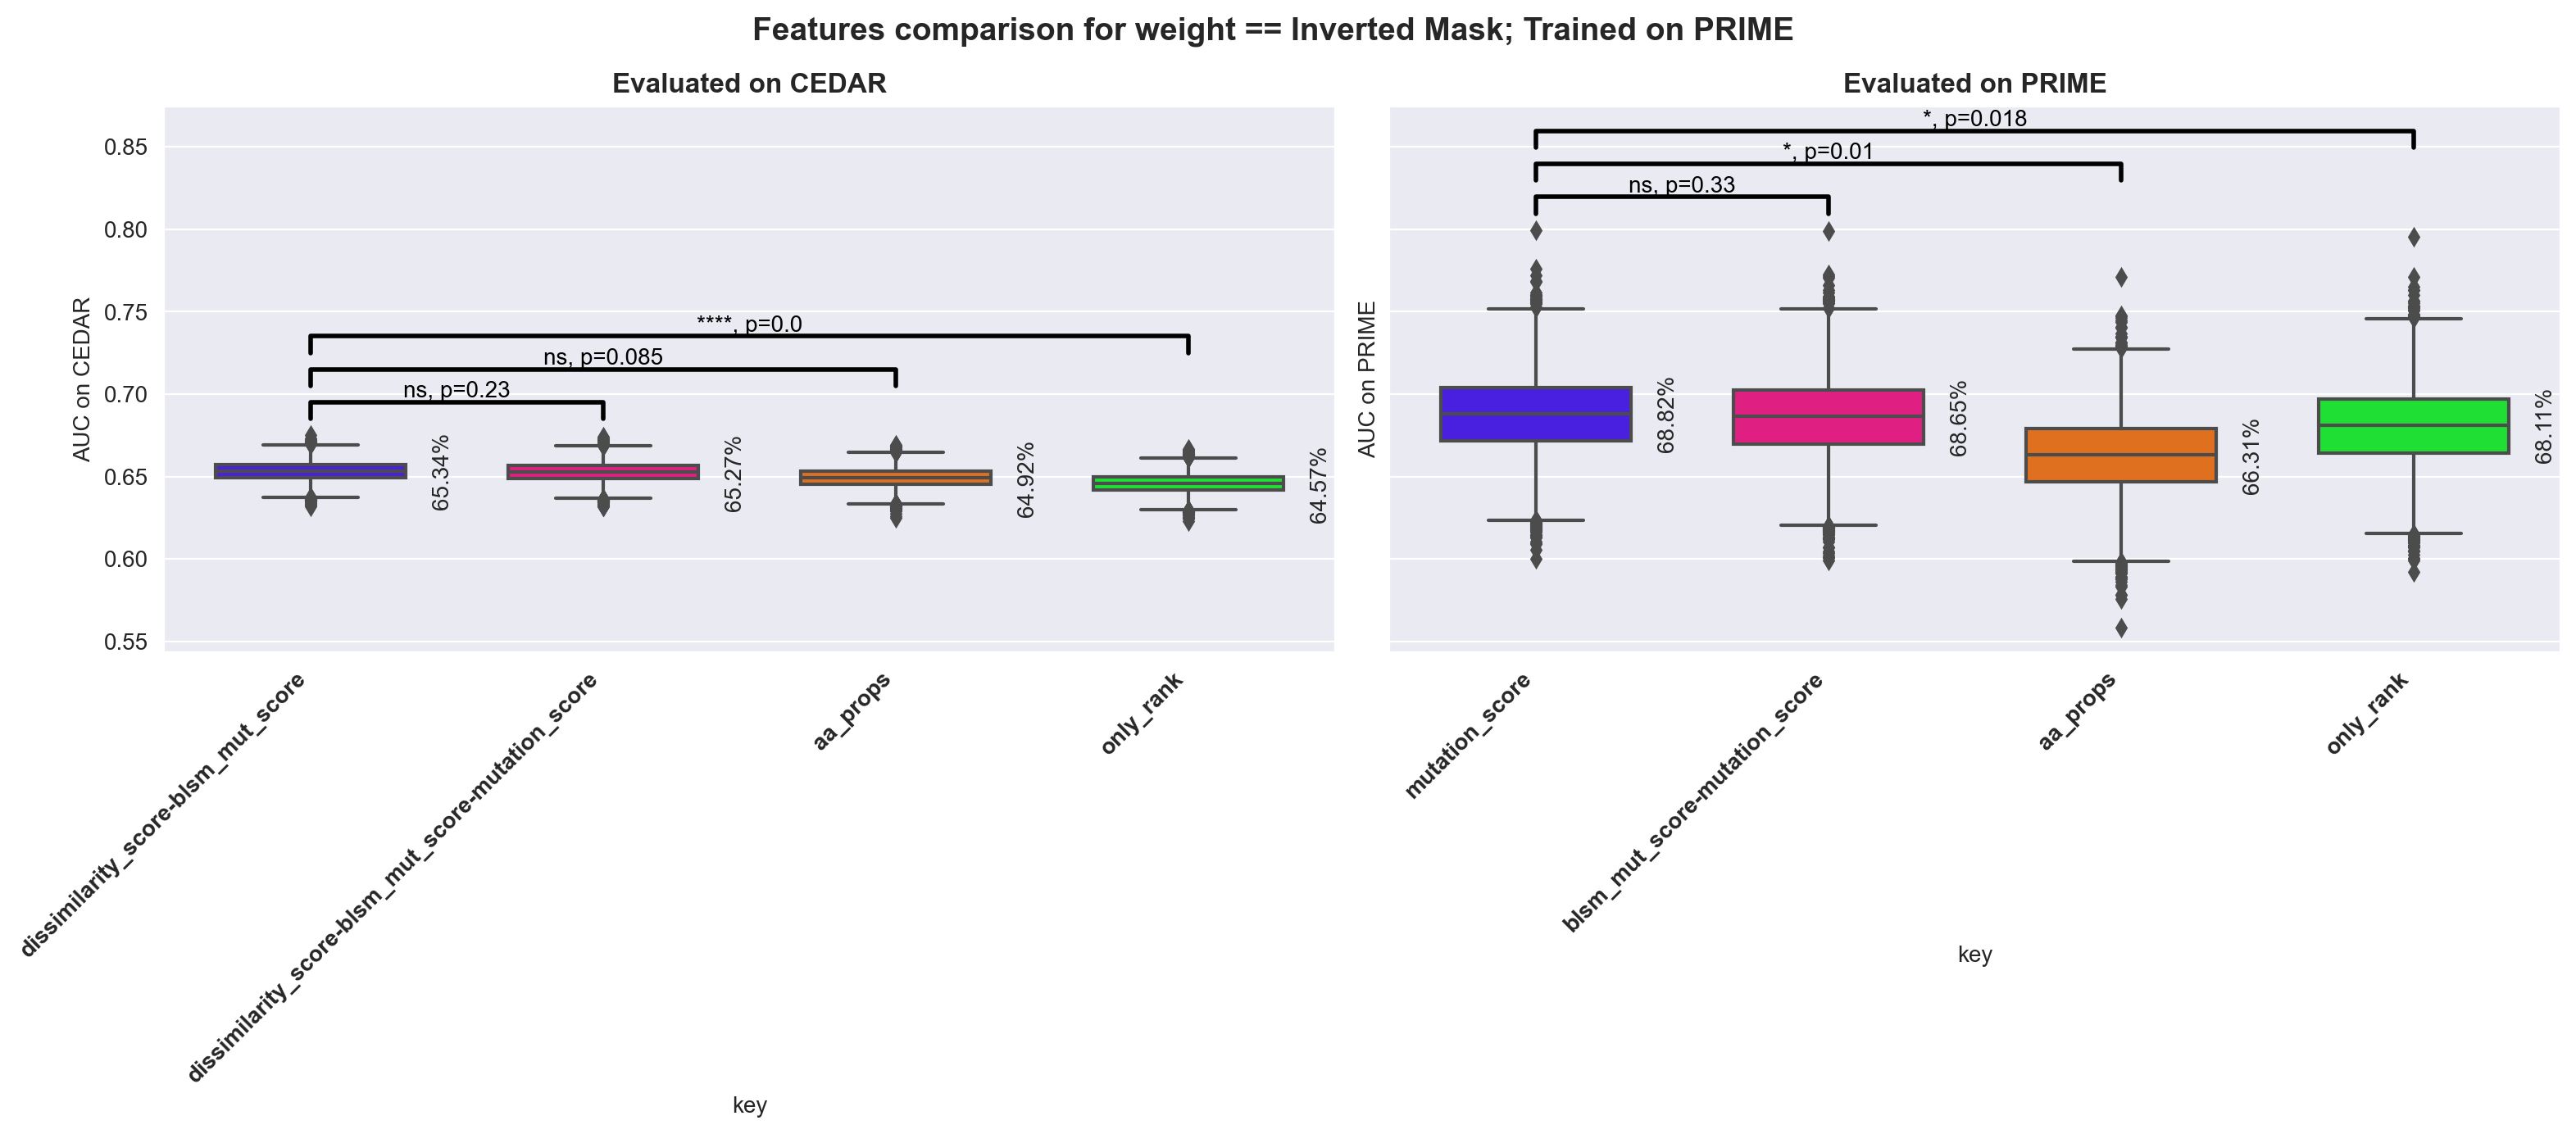 Features comparison for weight == Inverted Mask; Trained on PRIME
Evaluated on CEDAR
AUC on CEDAR
0.85
0.80
0.75
0.70
0.65
0.60
0.55
****, p=0.0
ns, p=0.085
ns, p=0.23
65.34%
65.27%
64.92%
64.57%
dissimilarity_score-blsm_mut_score
dissimilarity_score-blsm_mut_score-mutation_score
aa_props
only_rank
key
Evaluated on PRIME
AUC on PRIME
*, p=0.018
*, p=0.01
ns, p=0.33
68.82%
68.65%
66.31%
68.11%
mutation_score
blsm_mut_score-mutation_score
aa_props
only_rank
key